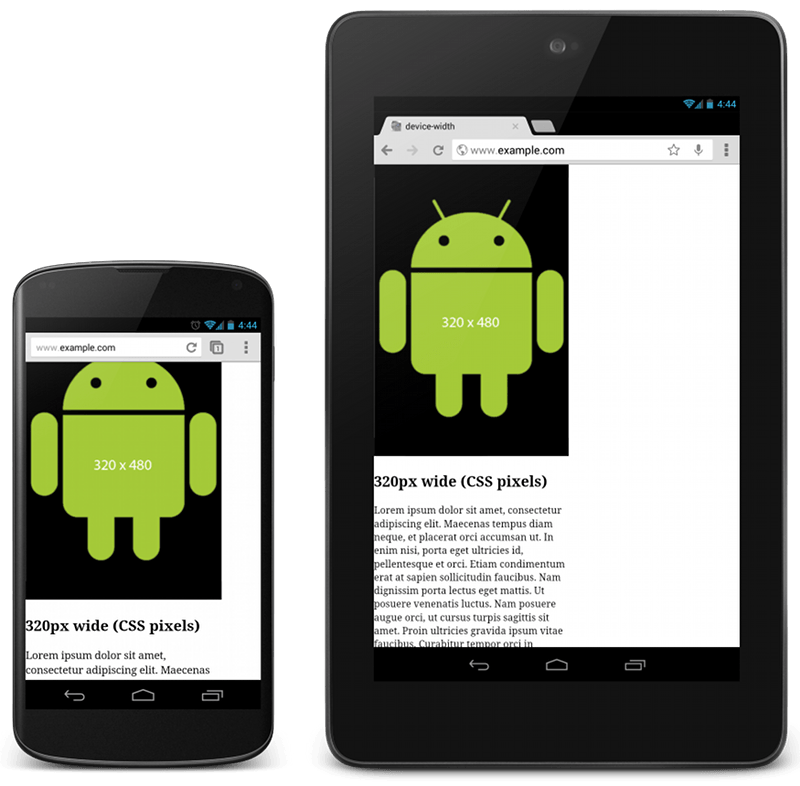 4:44
www.example.com
1
320 x 480
320px wide (CSS pixels)
Lorem ipsum dolor sit amet,
consectetur adipiscing elit. Maecenas
4:44
device-width
www.example.com
320 x 480
320px wide (CSS pixels)
Lorem ipsum dolor sit amet, consectetur
adipiscing elit. Maecenas tempus diam
neque, et placerat orci accumsan ut. In
enim nisi, porta eget ultricies id,
pellentesque et orci. Etiam condimentum
erat at sapien sollicitudin faucibus. Nam
dignissim porta lectus eget mattis. Ut
posuere venenatis luctus. Nam posuere
augue orci, ut cursus turpis sagittis sit
amet. Proin ultricies gravida ipsum vitae
faucibus. Curabitur tempor orci in